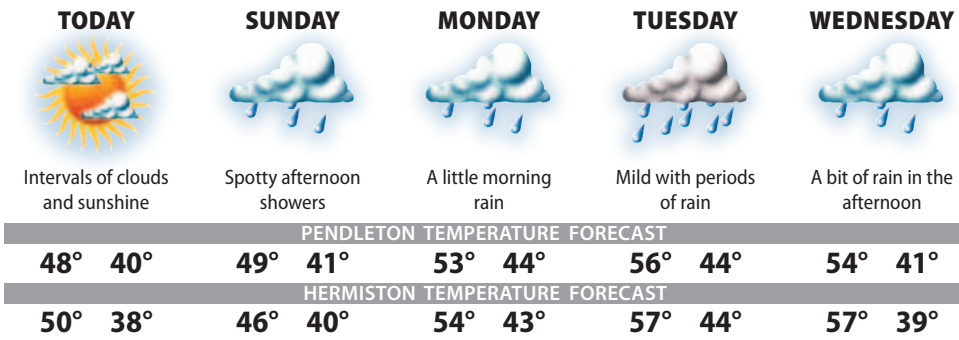 TODAY SUNDAY MONDAY TUESDAY WEDNESDAY
Intervals of clouds
and sunshine
Spotty afternoon
showers
A little morning
rain
Mild with periods
of rain
A bit of rain in the
afternoon
PENDLETON TEMPERATURE FORECAST
48° 40° 49° 41° 53° 44° 56° 44° 54° 41°
HERMISTON TEMPERATURE FORECAST
50° 38° 46° 40° 54° 43° 57° 44° 57° 39°